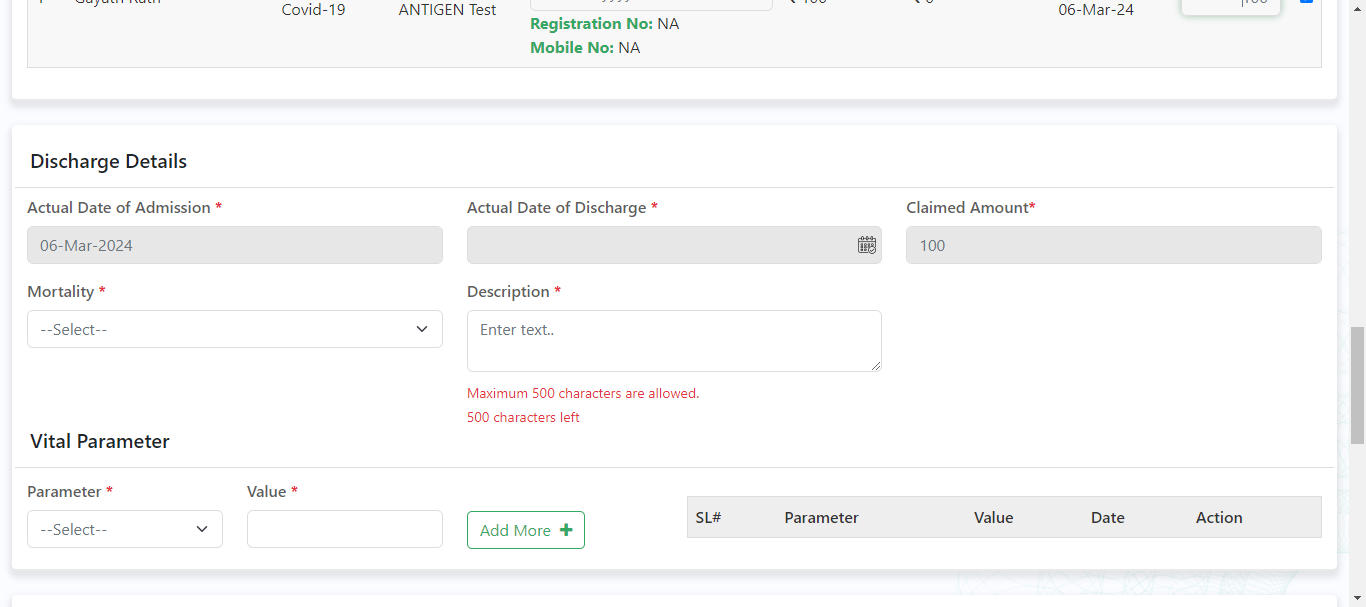 Covid-19 ANTIGEN Test 06-Mar-24
Registration No: NA
Mobile No: NA
Discharge Details
Actual Date of Admission * Actual Date of Discharge * Claimed Amount*
06-Mar-2024 100
Mortality * Description *
--Select-- Enter text..
Maximum 500 characters are allowed.
500 characters left
Vital Parameter
Parameter * Value *
--Select-- Add More + SL# Parameter Value Date Action